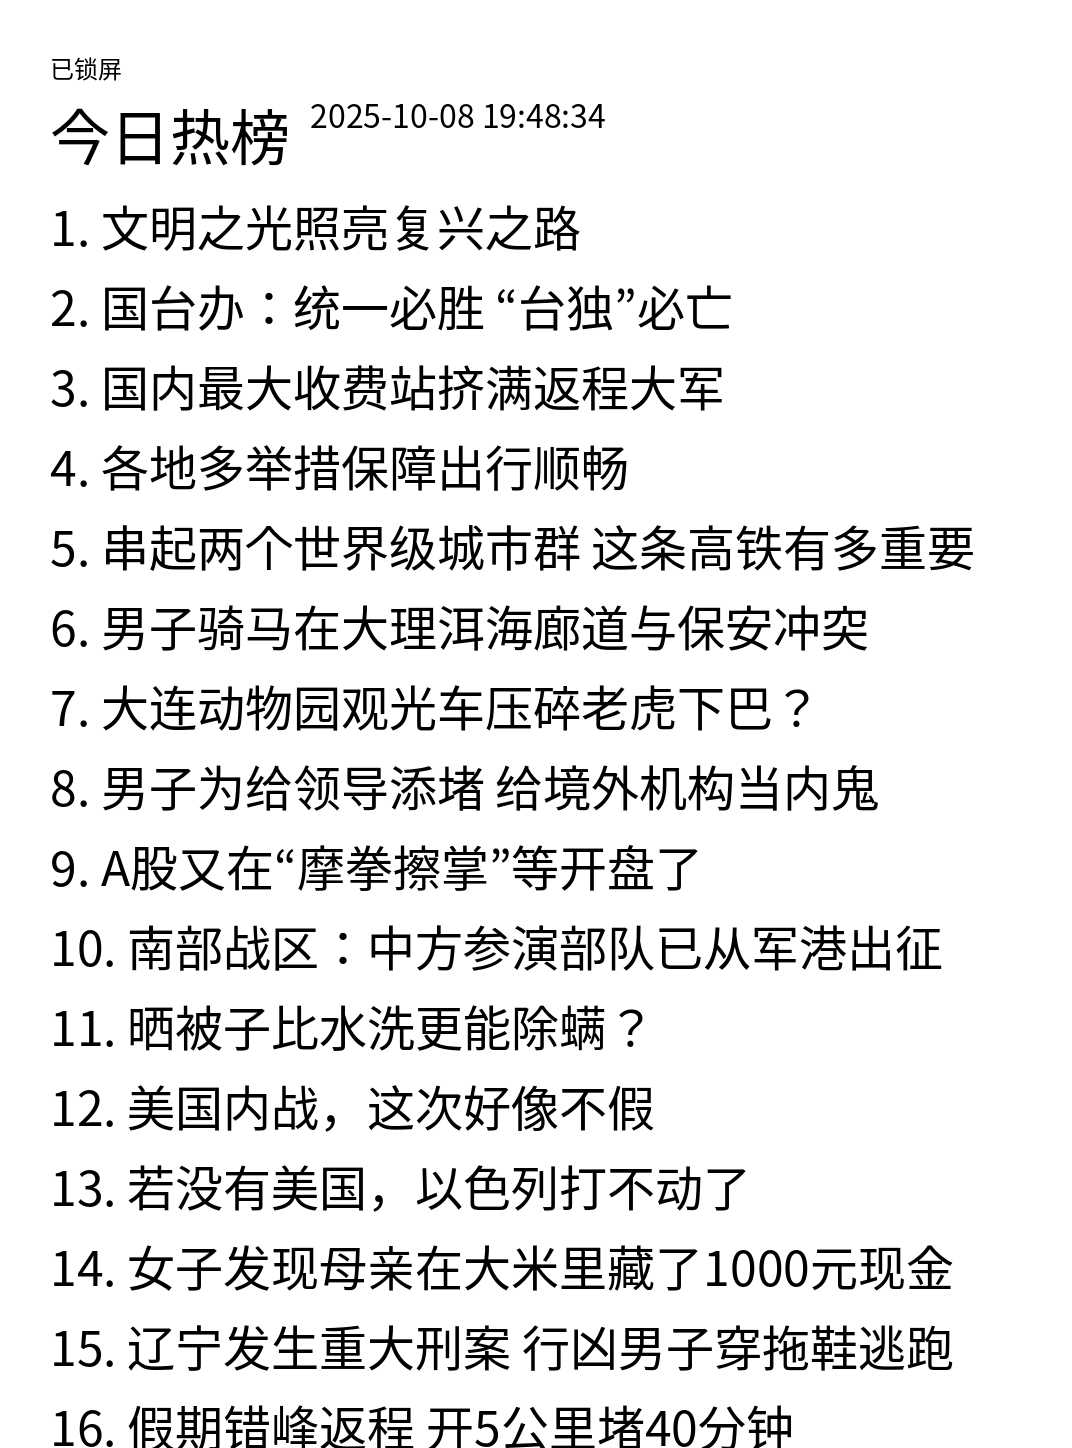 已锁屏
今日热榜 2025-10-08 19:48:34
1. 文明之光照亮复兴之路
2. 国台办：统一必胜 “台独”必亡
3. 国内最大收费站挤满返程大军
4. 各地多举措保障出行顺畅
5. 串起两个世界级城市群 这条高铁有多重要
6. 男子骑马在大理洱海廊道与保安冲突
7. 大连动物园观光车压碎老虎下巴？
8. 男子为给领导添堵 给境外机构当内鬼
9. A股又在“摩拳擦掌”等开盘了
10. 南部战区：中方参演部队已从军港出征
11. 晒被子比水洗更能除螨？
12. 美国内战，这次好像不假
13. 若没有美国，以色列打不动了
14. 女子发现母亲在大米里藏了1000元现金
15. 辽宁发生重大刑案 行凶男子穿拖鞋逃跑
16. 假期错峰返程 开5公里堵40分钟